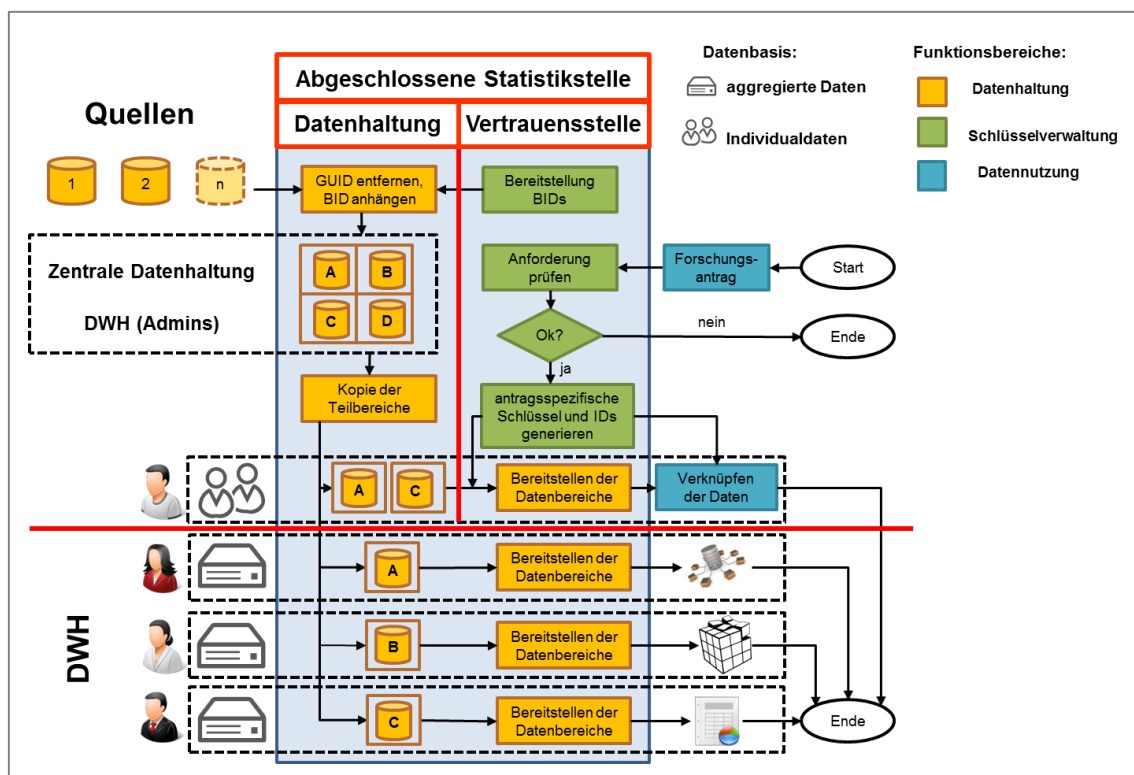 Datenbasis:
Funktionsbereiche:
aggregierte Daten
Datenhaltung
Individualdaten
Schlüsselverwaltung
Datennutzung
Abgeschlossene Statistikstelle
Datenhaltung
Vertrauensstelle
Quellen
1
2
n
GUID entfernen,
BID anhängen
Bereitstellung
BIDs
Zentrale Datenhaltung
DWH (Admins)
A
B
C
D
Anforderung
prüfen
Forschungs-
antrag
Start
Ok?
nein
Ende
ja
Kopie der
Teilbereiche
antragsspezifische
Schlüssel und IDs
generieren
A
C
Bereitstellen der
Datenbereiche
Verknüpfen
der Daten
DWH
A
Bereitstellen der
Datenbereiche
B
Bereitstellen der
Datenbereiche
C
Bereitstellen der
Datenbereiche
Ende